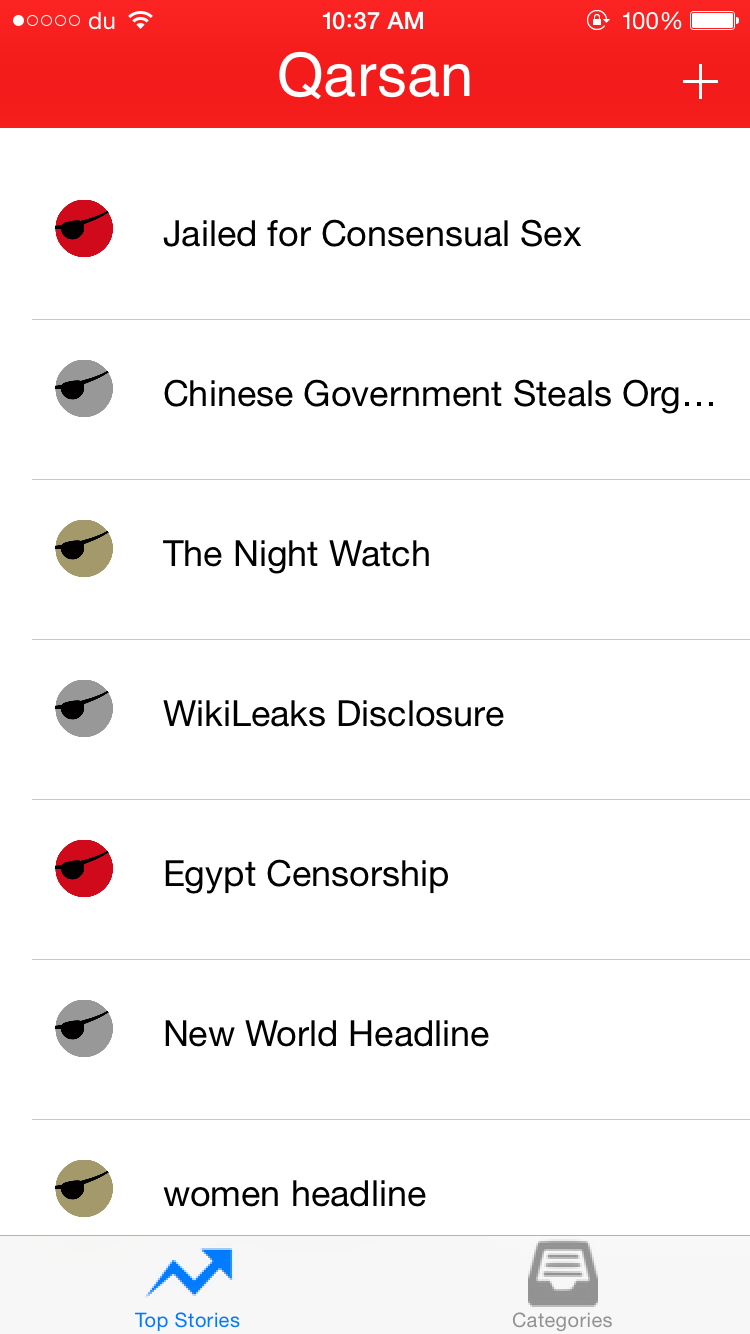 du 10:37 AM 100%
Qarsan
Jailed for Consensual Sex
Chinese Government Steals Org...
The Night Watch
WikiLeaks Disclosure
Egypt Censorship
New World Headline
women headline
Top Stories Categories